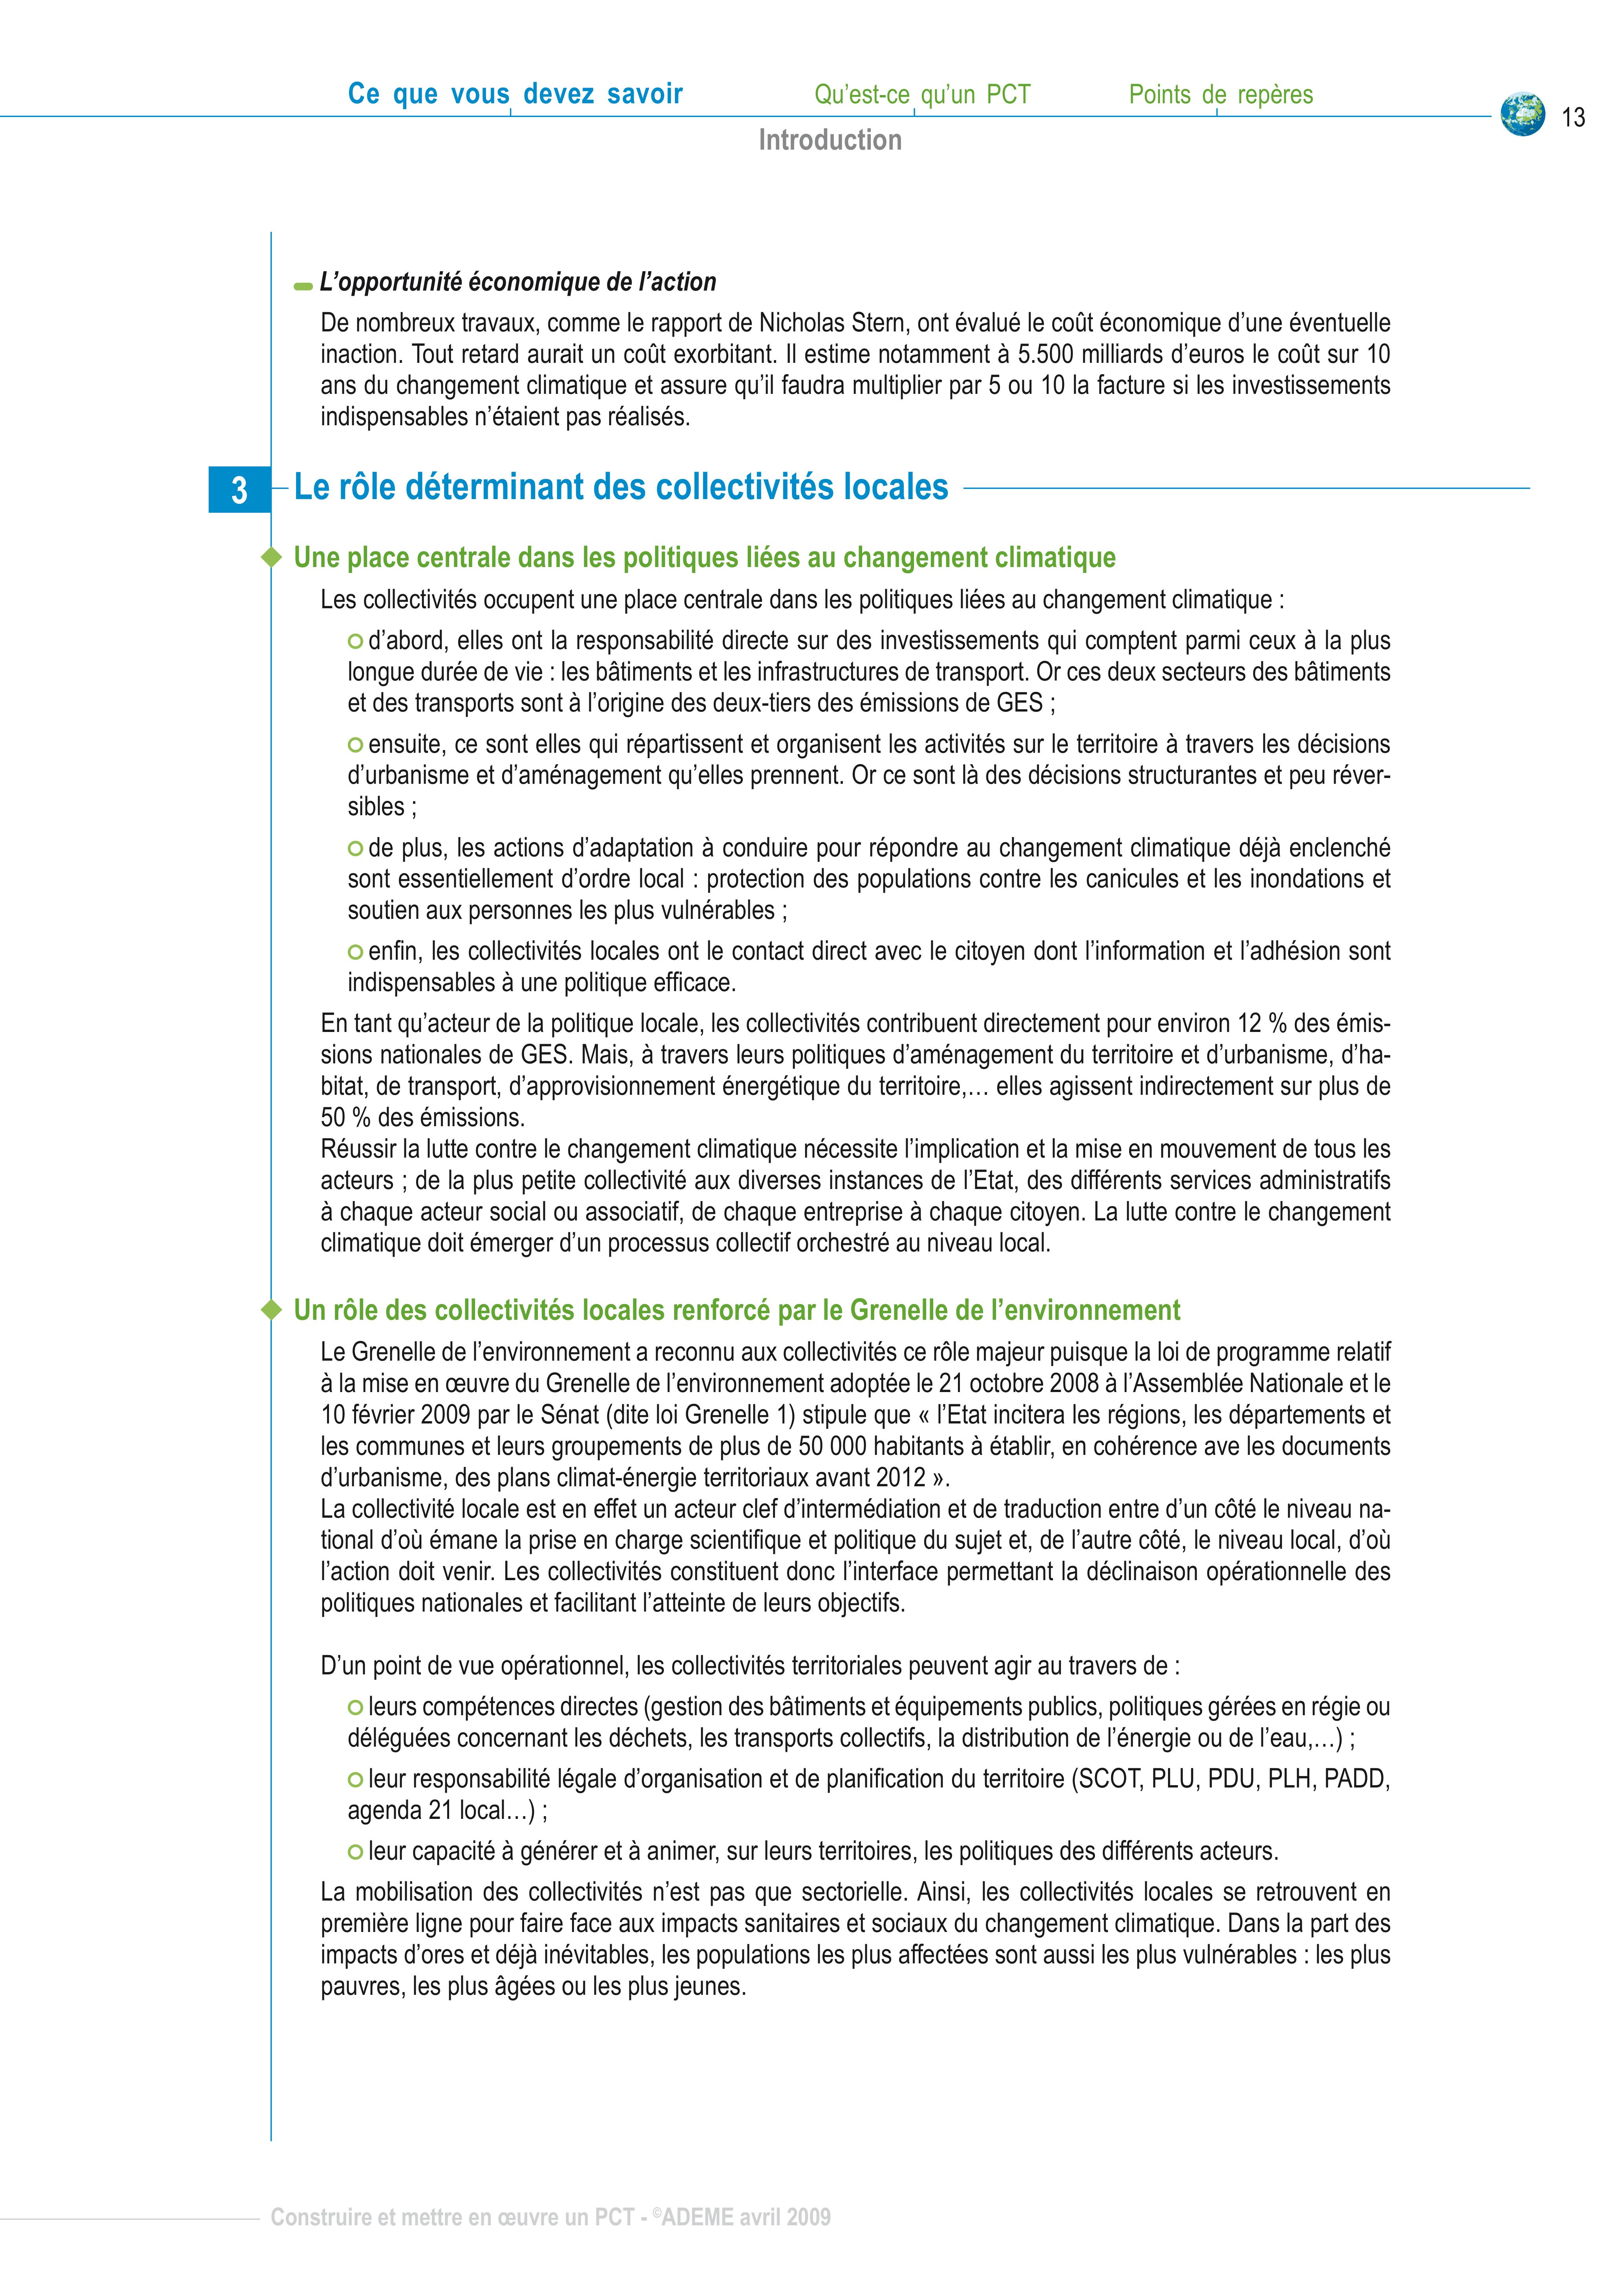 Ce que vous devez savoir
Qu’est-ce qu’un PCT
Points de repères
13
Introduction
L’opportunité économique de l’action
De nombreux travaux, comme le rapport de Nicholas Stern, ont évalué le coût économique d’une éventuelle
inaction. Tout retard aurait un coût exorbitant. Il estime notamment à 5.500 milliards d’euros le coût sur 10
ans du changement climatique et assure qu’il faudra multiplier par 5 ou 10 la facture si les investissements
indispensables n’étaient pas réalisés.
3
Le rôle déterminant des collectivités locales
Une place centrale dans les politiques liées au changement climatique
Les collectivités occupent une place centrale dans les politiques liées au changement climatique :
d’abord, elles ont la responsabilité directe sur des investissements qui comptent parmi ceux à la plus
longue durée de vie : les bâtiments et les infrastructures de transport. Or ces deux secteurs des bâtiments
et des transports sont à l’origine des deux-tiers des émissions de GES ;
ensuite, ce sont elles qui répartissent et organisent les activités sur le territoire à travers les décisions
d’urbanisme et d’aménagement qu’elles prennent. Or ce sont là des décisions structurantes et peu réver-
sibles ;
de plus, les actions d’adaptation à conduire pour répondre au changement climatique déjà enclenché
sont essentiellement d’ordre local : protection des populations contre les canicules et les inondations et
soutien aux personnes les plus vulnérables ;
enfin, les collectivités locales ont le contact direct avec le citoyen dont l’information et l’adhésion sont
indispensables à une politique efficace.
En tant qu’acteur de la politique locale, les collectivités contribuent directement pour environ 12 % des émis-
sions nationales de GES. Mais, à travers leurs politiques d’aménagement du territoire et d’urbanisme, d’ha-
bitat, de transport, d’approvisionnement énergétique du territoire,… elles agissent indirectement sur plus de
50 % des émissions.
Réussir la lutte contre le changement climatique nécessite l’implication et la mise en mouvement de tous les
acteurs ; de la plus petite collectivité aux diverses instances de l’Etat, des différents services administratifs
à chaque acteur social ou associatif, de chaque entreprise à chaque citoyen. La lutte contre le changement
climatique doit émerger d’un processus collectif orchestré au niveau local.
Un rôle des collectivités locales renforcé par le Grenelle de l’environnement
Le Grenelle de l’environnement a reconnu aux collectivités ce rôle majeur puisque la loi de programme relatif
à la mise en œuvre du Grenelle de l’environnement adoptée le 21 octobre 2008 à l’Assemblée Nationale et le
10 février 2009 par le Sénat (dite loi Grenelle 1) stipule que « l’Etat incitera les régions, les départements et
les communes et leurs groupements de plus de 50 000 habitants à établir, en cohérence ave les documents
d’urbanisme, des plans climat-énergie territoriaux avant 2012 ».
La collectivité locale est en effet un acteur clef d’intermédiation et de traduction entre d’un côté le niveau na-
tional d’où émane la prise en charge scientifique et politique du sujet et, de l’autre côté, le niveau local, d’où
l’action doit venir. Les collectivités constituent donc l’interface permettant la déclinaison opérationnelle des
politiques nationales et facilitant l’atteinte de leurs objectifs.
D’un point de vue opérationnel, les collectivités territoriales peuvent agir au travers de :
leurs compétences directes (gestion des bâtiments et équipements publics, politiques gérées en régie ou
déléguées concernant les déchets, les transports collectifs, la distribution de l’énergie ou de l’eau,…) ;
leur responsabilité légale d’organisation et de planification du territoire (SCOT, PLU, PDU, PLH, PADD,
agenda 21 local…) ;
leur capacité à générer et à animer, sur leurs territoires, les politiques des différents acteurs.
La mobilisation des collectivités n’est pas que sectorielle. Ainsi, les collectivités locales se retrouvent en
première ligne pour faire face aux impacts sanitaires et sociaux du changement climatique. Dans la part des
impacts d’ores et déjà inévitables, les populations les plus affectées sont aussi les plus vulnérables : les plus
pauvres, les plus âgées ou les plus jeunes.
Construire et mettre en œuvre un PCT - ©ADEME avril 2009